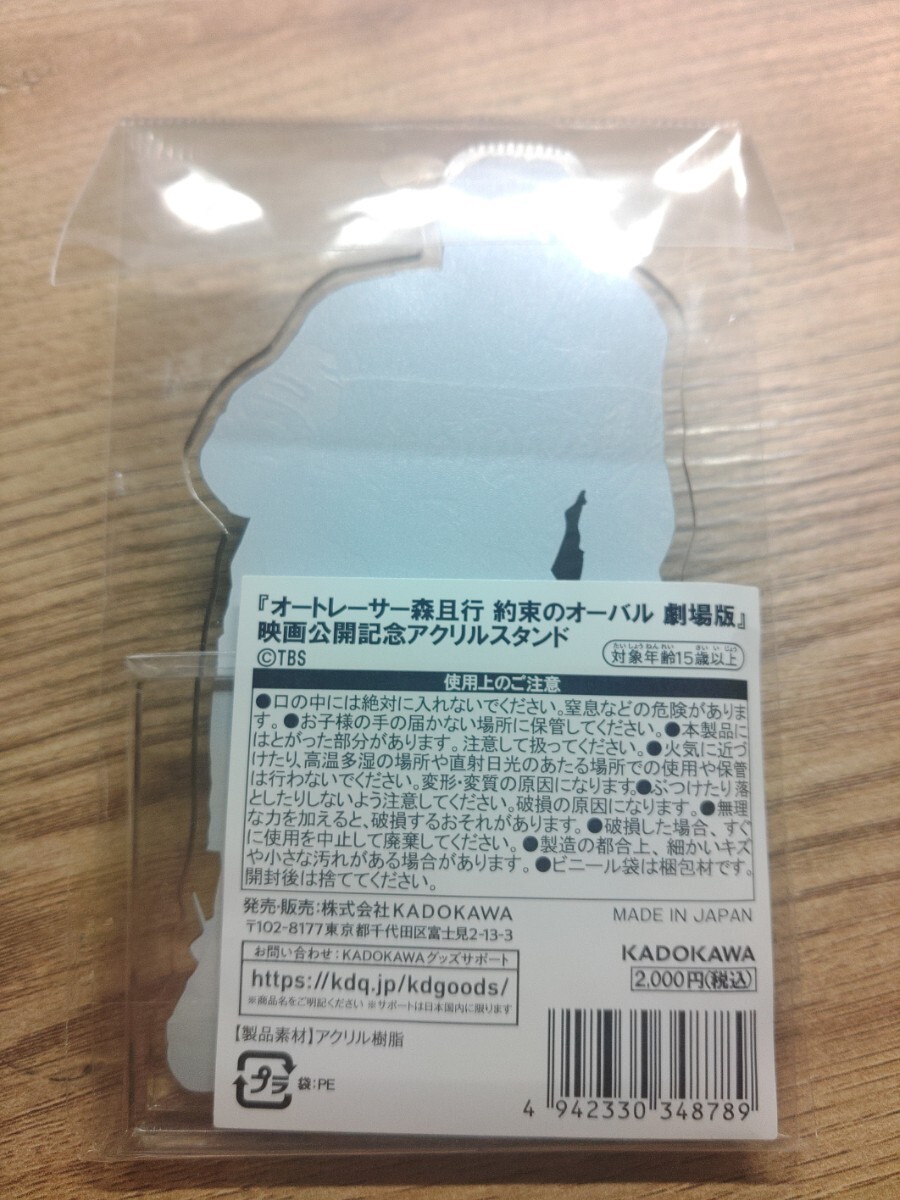 『オートレーサー森且行 約束のオーバル 劇場版』
映画公開記念アクリルスタンド
©TBS
たいしょうねんれい さいいじょう
対象年齢15歳以上
使用上のご注意
●口の中には絶対に入れないでください。窒息などの危険がありま
す。●お子様の手の届かない場所に保管してください。●本製品に
はとがった部分があります。注意して扱ってください。●火気に近づ
けたり、高温多湿の場所や直射日光のあたる場所での使用や保管
は行わないでください。変形・変質の原因になります。●ぶつけたり落
としたりしないよう注意してください。破損の原因になります。●無理
な力を加えると、破損するおそれがあります。●破損した場合、すぐ
に使用を中止して廃棄してください。●製造の都合上、細かいキズ
や小さな汚れがある場合があります。●ビニール袋は梱包材です。
開封後は捨ててください。
発売・販売:株式会社KADOKAWA
〒102-8177東京都千代田区富士見2-13-3
MADE IN JAPAN
お問い合わせ:KADOKAWAグッズサポート
https://kdq.jp/kdgoods/
※商品名をご明記ください ※サポートは日本国内に限ります
KADOKAWA
2,000円(税込)
【製品素材】アクリル樹脂
プラ 袋:PE
4 942330 348789